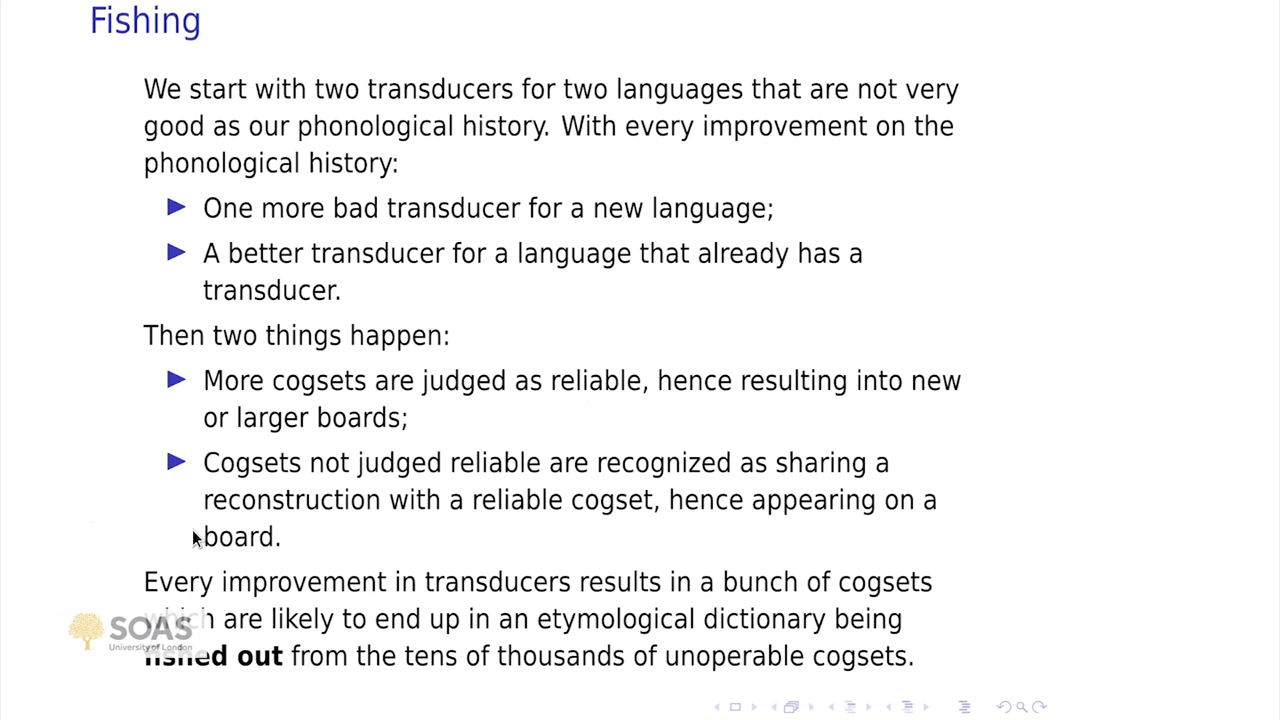 Fishing
We start with two transducers for two languages that are not very
good as our phonological history. With every improvement on the
phonological history:
One more bad transducer for a new language;
A better transducer for a language that already has a
transducer.
Then two things happen:
More cogsets are judged as reliable, hence resulting into new
or larger boards;
Cogsets not judged reliable are recognized as sharing a
reconstruction with a reliable cogset, hence appearing on a
board.
Every improvement in transducers results in a bunch of cogsets
which are likely to end up in an etymological dictionary being
fished out from the tens of thousands of unoperable cogsets.
SOAS
University of London